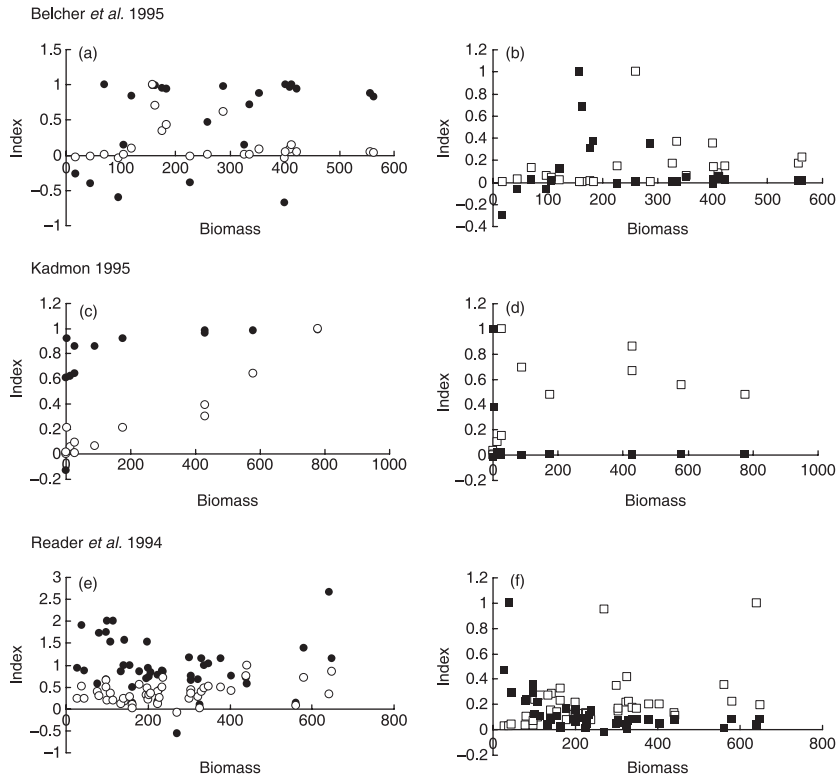 Belcher et al. 1995
(a)
1.5
1
0.5
0
−0.5
−1
0 100 200 300 400 500 600
Index
Biomass
(b)
1.2
1
0.8
0.6
0.4
0.2
0
−0.2
−0.4
0 100 200 300 400 500 600
Index
Biomass
Kadmon 1995
(c)
1.2
1
0.8
0.6
0.4
0.2
0
−0.2
0 200 400 600 800 1000
Index
Biomass
(d)
1.2
1
0.8
0.6
0.4
0.2
0
−0.2
0 200 400 600 800 1000
Index
Biomass
Reader et al. 1994
(e)
3
2.5
2
1.5
1
0.5
0
−0.5
−1
0 200 400 600 800
Index
Biomass
(f)
1.2
1
0.8
0.6
0.4
0.2
0
−0.2
0 200 400 600 800
Index
Biomass